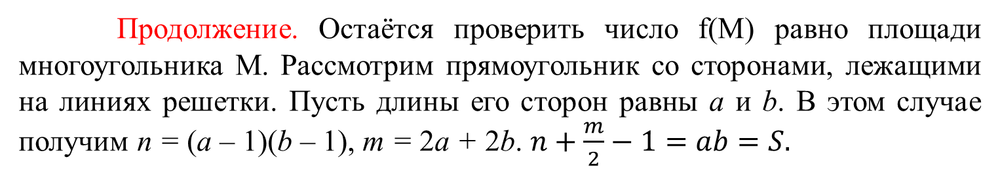 Продолжение. Остаётся проверить число f(M) равно площади
многоугольника M. Рассмотрим прямоугольник со сторонами, лежащими
на линиях решетки. Пусть длины его сторон равны a и b. В этом случае
получим n = (a – 1)(b – 1), m = 2a + 2b. n + m/2 − 1 = ab = S.